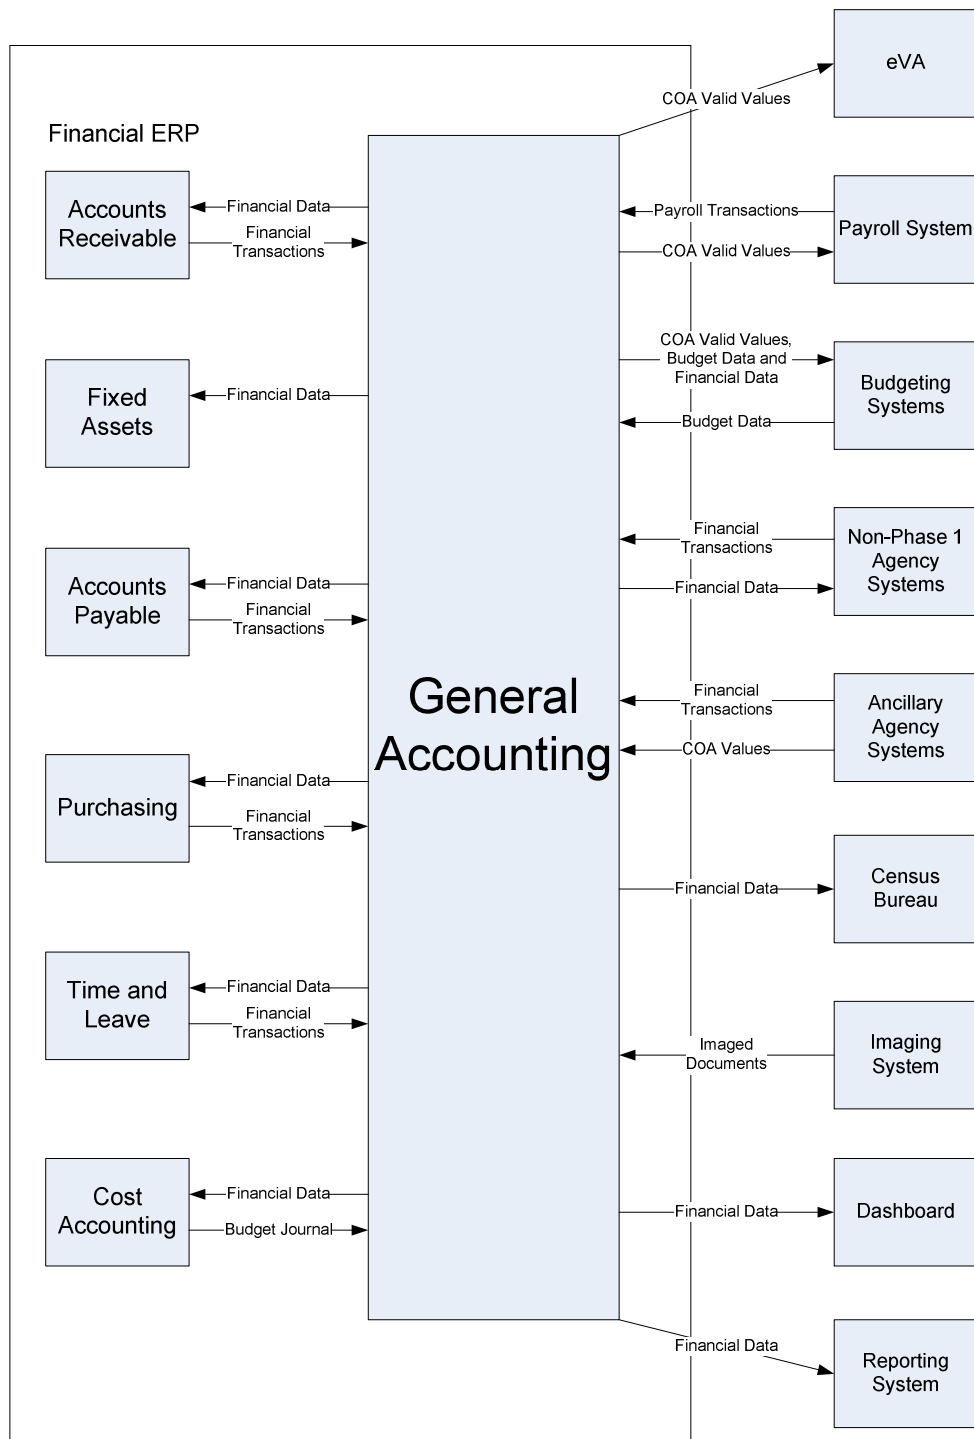 eVA
COA Valid Values
Financial ERP
Accounts
Receivable
Financial Data
Financial
Transactions
Payroll Transactions
COA Valid Values
Payroll System
Fixed
Assets
Financial Data
COA Valid Values,
Budget Data and
Financial Data
Budget Data
Budgeting
Systems
Accounts
Payable
Financial Data
Financial
Transactions
Financial
Transactions
Financial Data
Non-Phase 1
Agency
Systems
General
Accounting
Financial
Transactions
COA Values
Ancillary
Agency
Systems
Purchasing
Financial Data
Financial
Transactions
Financial Data
Census
Bureau
Time and
Leave
Financial Data
Financial
Transactions
Imaged
Documents
Imaging
System
Cost
Accounting
Financial Data
Budget Journal
Financial Data
Dashboard
Financial Data
Reporting
System